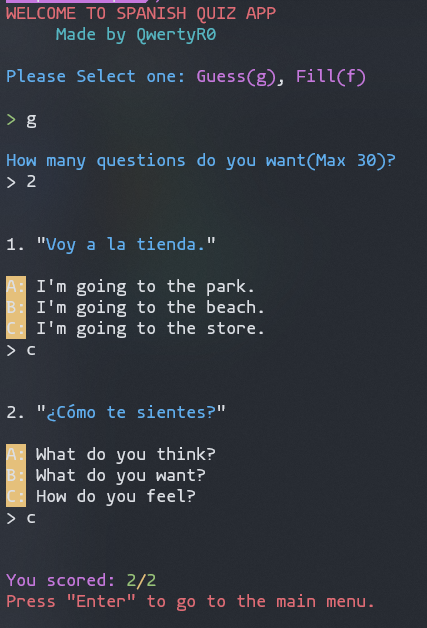 WELCOME TO SPANISH QUIZ APP
Made by QwertyR0
Please Select one: Guess(g), Fill(f)
> g
How many questions do you want(Max 30)?
> 2
1. "Voy a la tienda."
A: I'm going to the park.
B: I'm going to the beach.
C: I'm going to the store.
> c
2. "¿Cómo te sientes?"
A: What do you think?
B: What do you want?
C: How do you feel?
> c
You scored: 2/2
Press "Enter" to go to the main menu.